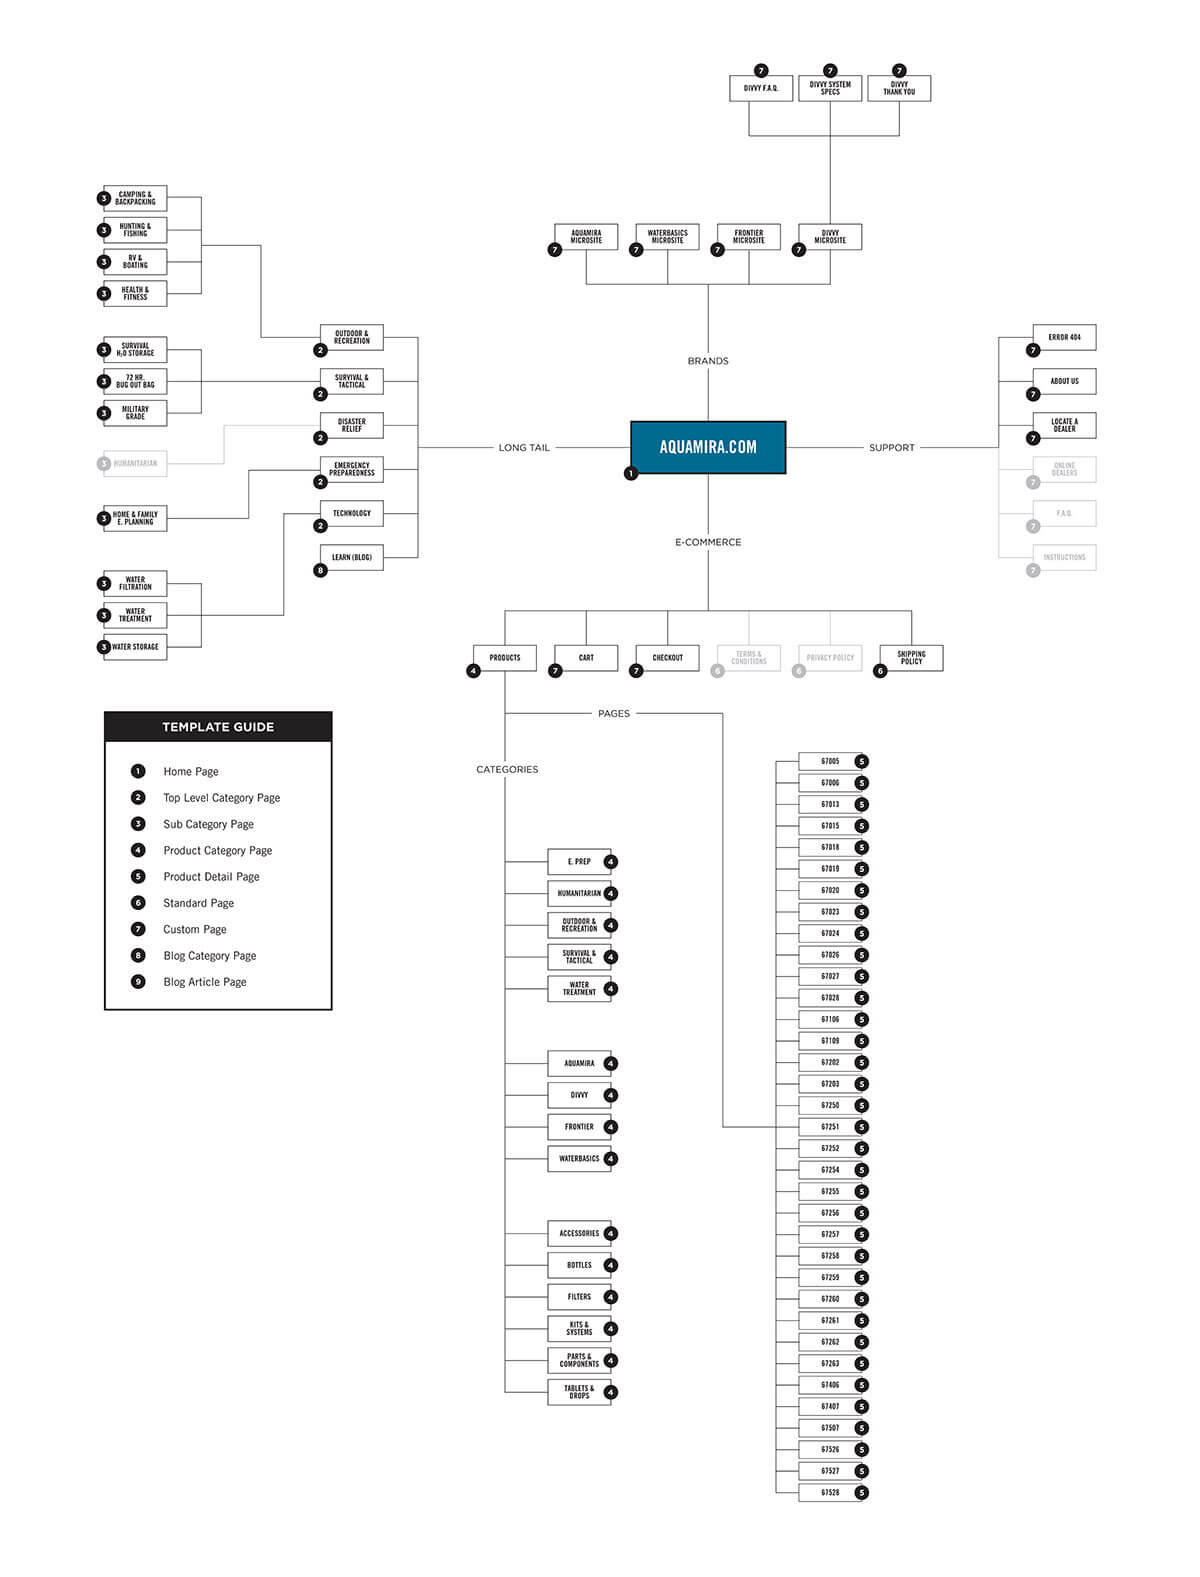 7
7
7
DIVVY F.A.Q.
DIVVY SYSTEM
SPECS
DIVVY
THANK YOU
AQUAMIRA
MICROSITE
7
WATERBASICS
MICROSITE
7
FRONTIER
MICROSITE
7
DIVVY
MICROSITE
7
BRANDS
3
CAMPING &
BACKPACKING
3
HUNTING &
FISHING
3
RV &
BOATING
3
HEALTH &
FITNESS
3
SURVIVAL
H2O STORAGE
3
72 HR.
BUG OUT BAG
3
MILITARY
GRADE
3
HUMANITARIAN
3
HOME & FAMILY
E. PLANNING
3
WATER
FILTRATION
3
WATER
TREATMENT
3
WATER STORAGE
OUTDOOR &
RECREATION
2
SURVIVAL &
TACTICAL
2
DISASTER
RELIEF
2
EMERGENCY
PREPAREDNESS
2
TECHNOLOGY
2
LEARN (BLOG)
8
LONG TAIL
AQUAMIRA.COM
1
SUPPORT
ERROR 404
7
ABOUT US
7
LOCATE A
DEALER
7
ONLINE
DEALERS
7
F.A.Q.
7
INSTRUCTIONS
7
E-COMMERCE
PRODUCTS
4
CART
7
CHECKOUT
7
TERMS &
CONDITIONS
6
PRIVACY POLICY
6
SHIPPING
POLICY
6
PAGES
CATEGORIES
TEMPLATE GUIDE
1 Home Page
2 Top Level Category Page
3 Sub Category Page
4 Product Category Page
5 Product Detail Page
6 Standard Page
7 Custom Page
8 Blog Category Page
9 Blog Article Page
E. PREP 4
HUMANITARIAN 4
OUTDOOR &
RECREATION 4
SURVIVAL &
TACTICAL 4
WATER
TREATMENT 4
AQUAMIRA 4
DIVVY 4
FRONTIER 4
WATERBASICS 4
ACCESSORIES 4
BOTTLES 4
FILTERS 4
KITS &
SYSTEMS 4
PARTS &
COMPONENTS 4
TABLETS &
DROPS 4
67005 5
67006 5
67013 5
67015 5
67018 5
67019 5
67020 5
67023 5
67024 5
67026 5
67027 5
67028 5
67106 5
67109 5
67202 5
67203 5
67250 5
67251 5
67252 5
67254 5
67255 5
67256 5
67257 5
67258 5
67259 5
67260 5
67261 5
67262 5
67263 5
67406 5
67407 5
67507 5
67526 5
67527 5
67528 5